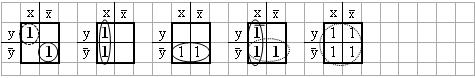 x x̅ x x̅ x x̅ x x̅ x x̅
y 1 y 1 y y 1 y 1 1
y̅ 1 y̅ 1 y̅ 1 1 y̅ 1 1 y̅ 1 1